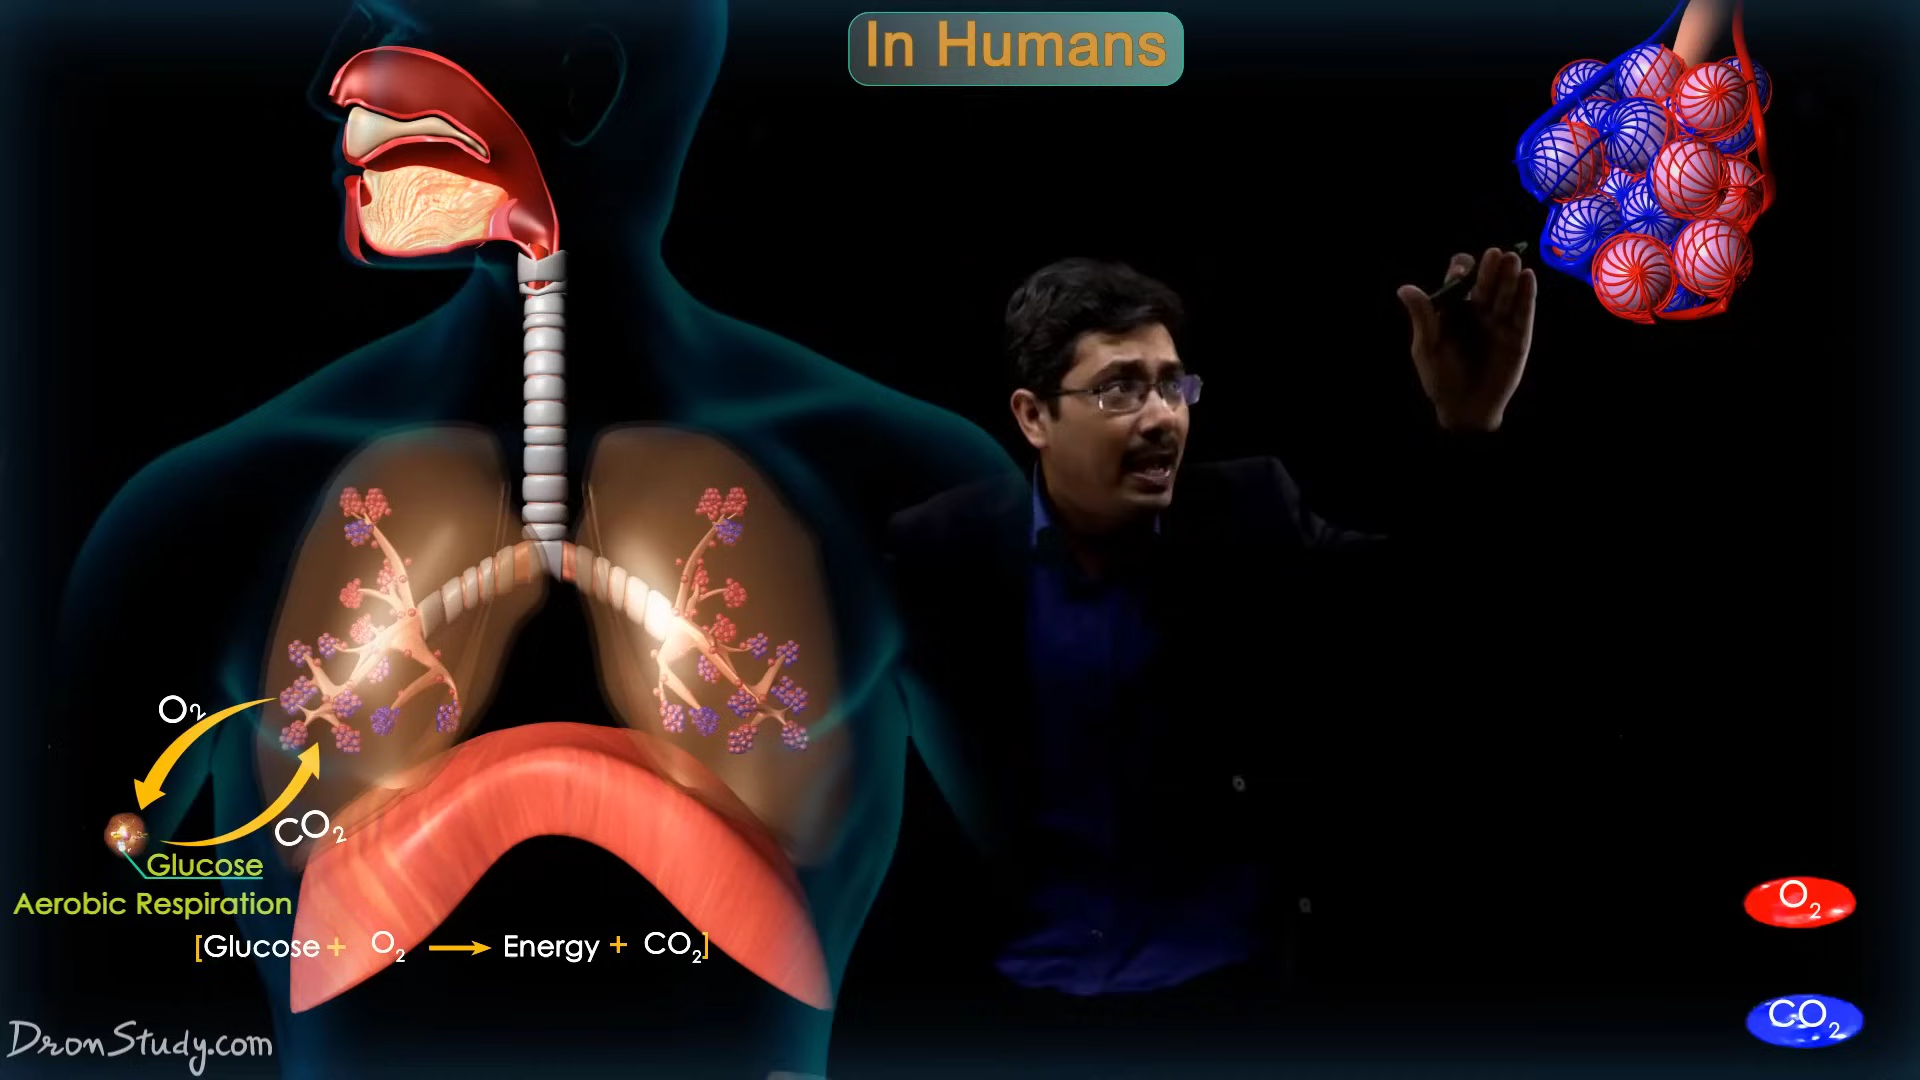 In Humans
O₂
CO₂
Glucose
Aerobic Respiration
[Glucose + O₂ → Energy + CO₂]
O₂
CO₂
DronStudy.com